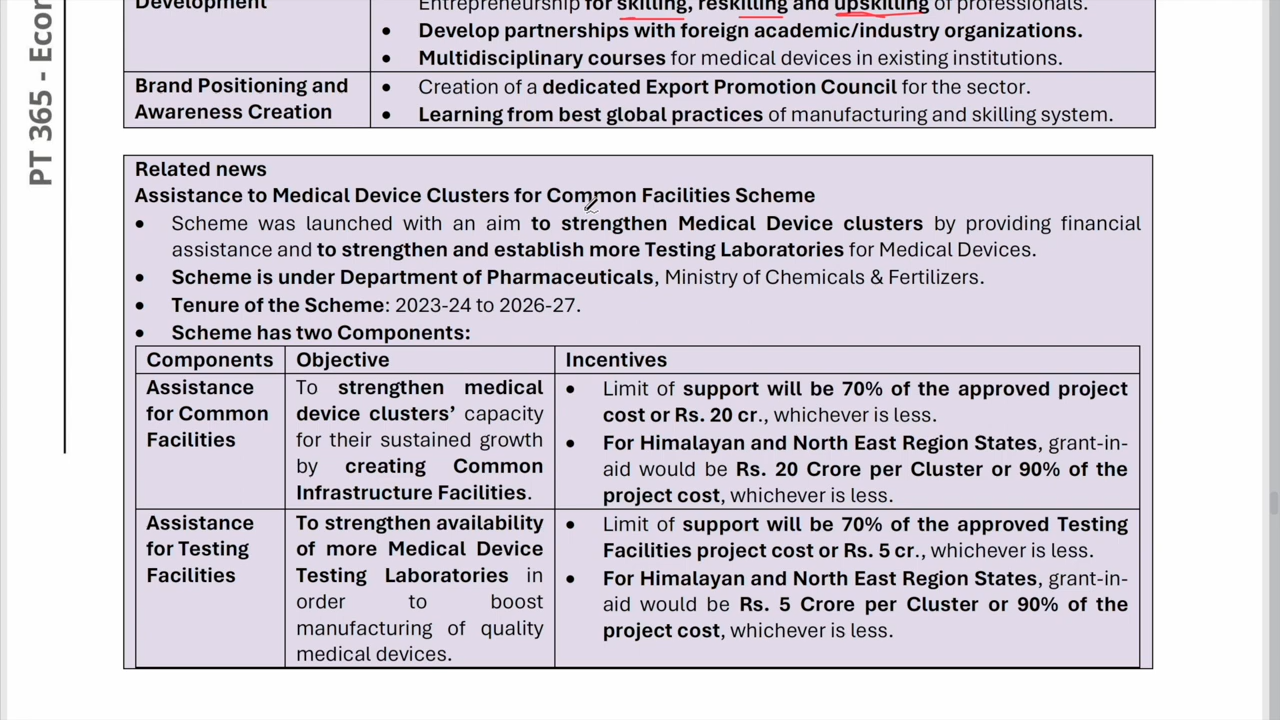 PT 365 - Econ
Development
Entrepreneurship for skilling, reskilling and upskilling of professionals.
• Develop partnerships with foreign academic/industry organizations.
• Multidisciplinary courses for medical devices in existing institutions.
Brand Positioning and
Awareness Creation
• Creation of a dedicated Export Promotion Council for the sector.
• Learning from best global practices of manufacturing and skilling system.
Related news
Assistance to Medical Device Clusters for Common Facilities Scheme
• Scheme was launched with an aim to strengthen Medical Device clusters by providing financial
assistance and to strengthen and establish more Testing Laboratories for Medical Devices.
• Scheme is under Department of Pharmaceuticals, Ministry of Chemicals & Fertilizers.
• Tenure of the Scheme: 2023-24 to 2026-27.
• Scheme has two Components:
Components
Objective
Incentives
Assistance
for Common
Facilities
To strengthen medical
device clusters’ capacity
for their sustained growth
by creating Common
Infrastructure Facilities.
• Limit of support will be 70% of the approved project
cost or Rs. 20 cr., whichever is less.
• For Himalayan and North East Region States, grant-in-
aid would be Rs. 20 Crore per Cluster or 90% of the
project cost, whichever is less.
Assistance
for Testing
Facilities
To strengthen availability
of more Medical Device
Testing Laboratories in
order to boost
manufacturing of quality
medical devices.
• Limit of support will be 70% of the approved Testing
Facilities project cost or Rs. 5 cr., whichever is less.
• For Himalayan and North East Region States, grant-in-
aid would be Rs. 5 Crore per Cluster or 90% of the
project cost, whichever is less.